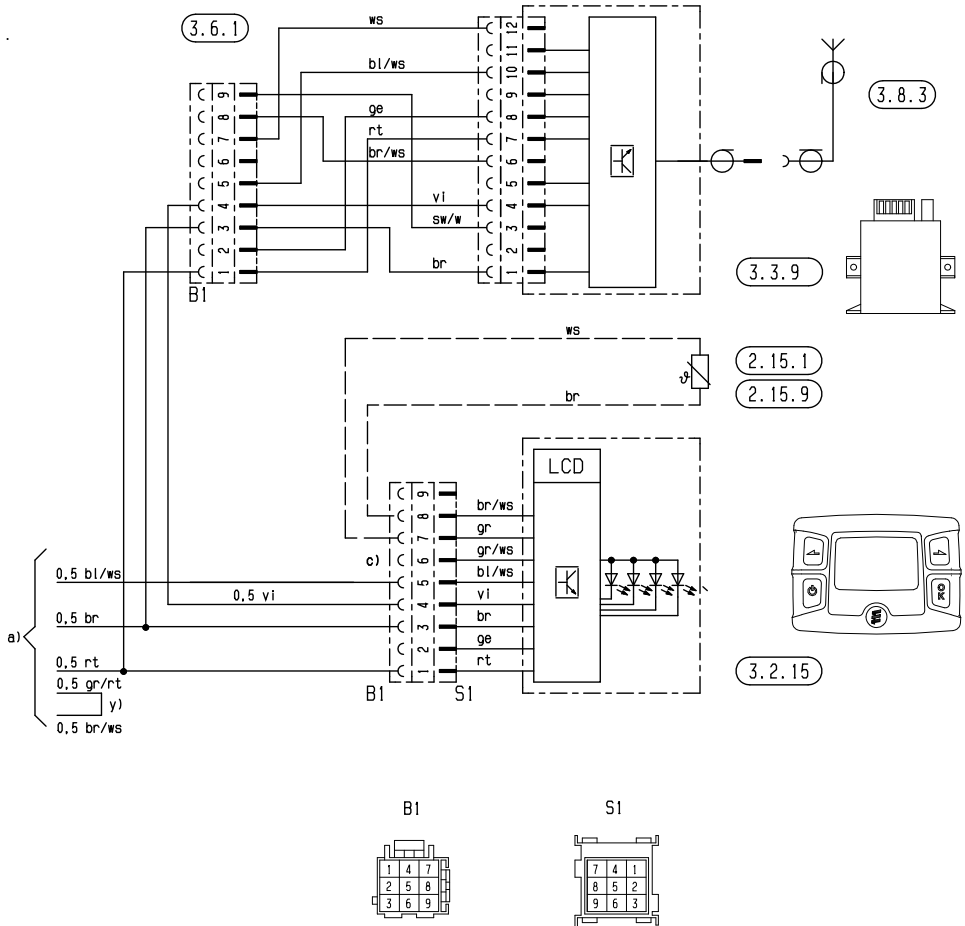 3.6.1
ws
bl/ws
ge
rt
br/ws
vi
sw/w
br
9
8
7
6
5
4
3
2
1
B1
12
11
10
9
8
7
6
5
4
3
2
1
3.8.3
3.3.9
ws
ϑ
br
2.15.1
2.15.9
LCD
9
8
7
6
5
4
3
2
1
c)
br/ws
gr
gr/ws
bl/ws
vi
br
ge
rt
B1
S1
a)
0,5 bl/ws
0,5 vi
0,5 br
0,5 rt
0,5 gr/rt
y)
0,5 br/ws
OK
3.2.15
B1
S1
1 4 7
2 5 8
3 6 9
7 4 1
8 5 2
9 6 3